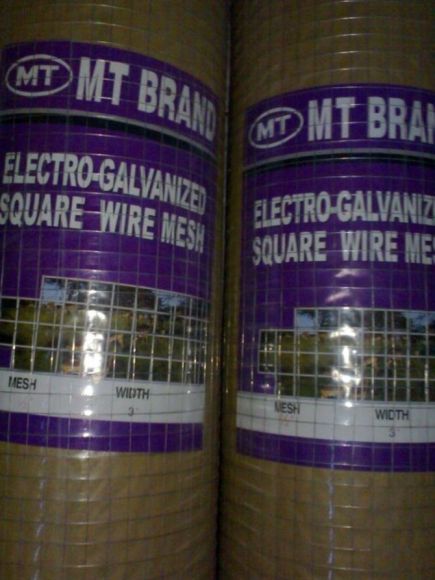 MT MT BRAND
ELECTRO-GALVANIZED
SQUARE WIRE MESH
MESH WIDTH
3
MT MT BRAN
ELECTRO-GALVANIZ
SQUARE WIRE MES
MESH WIDTH
3